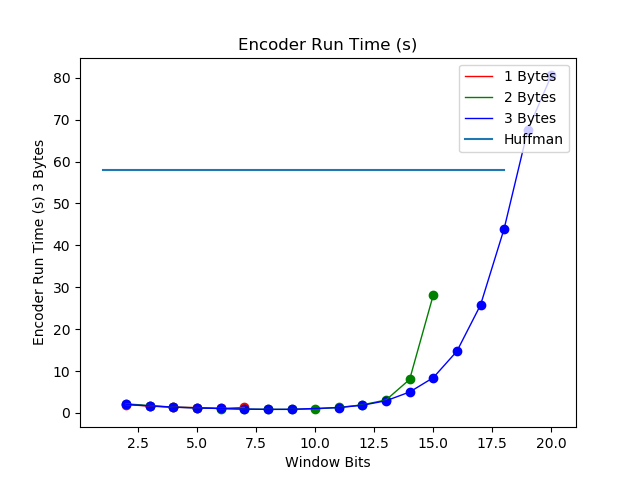 Encoder Run Time (s)
Encoder Run Time (s) 3 Bytes
80
70
60
50
40
30
20
10
0
1 Bytes
2 Bytes
3 Bytes
Huffman
2.5 5.0 7.5 10.0 12.5 15.0 17.5 20.0
Window Bits